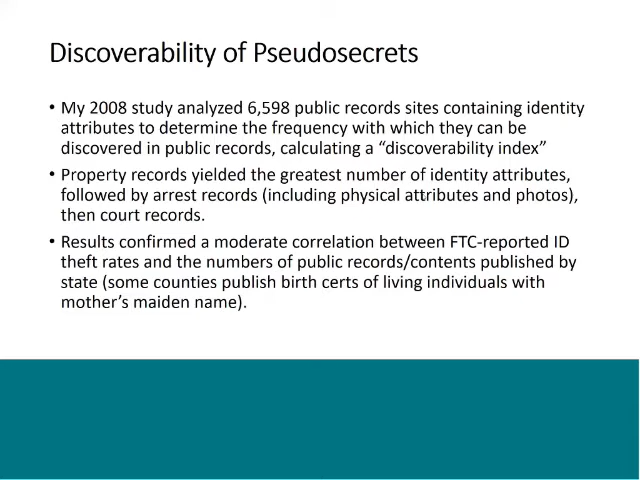 Discoverability of Pseudosecrets
• My 2008 study analyzed 6,598 public records sites containing identity
attributes to determine the frequency with which they can be
discovered in public records, calculating a “discoverability index”
• Property records yielded the greatest number of identity attributes,
followed by arrest records (including physical attributes and photos),
then court records.
• Results confirmed a moderate correlation between FTC-reported ID
theft rates and the numbers of public records/contents published by
state (some counties publish birth certs of living individuals with
mother’s maiden name).